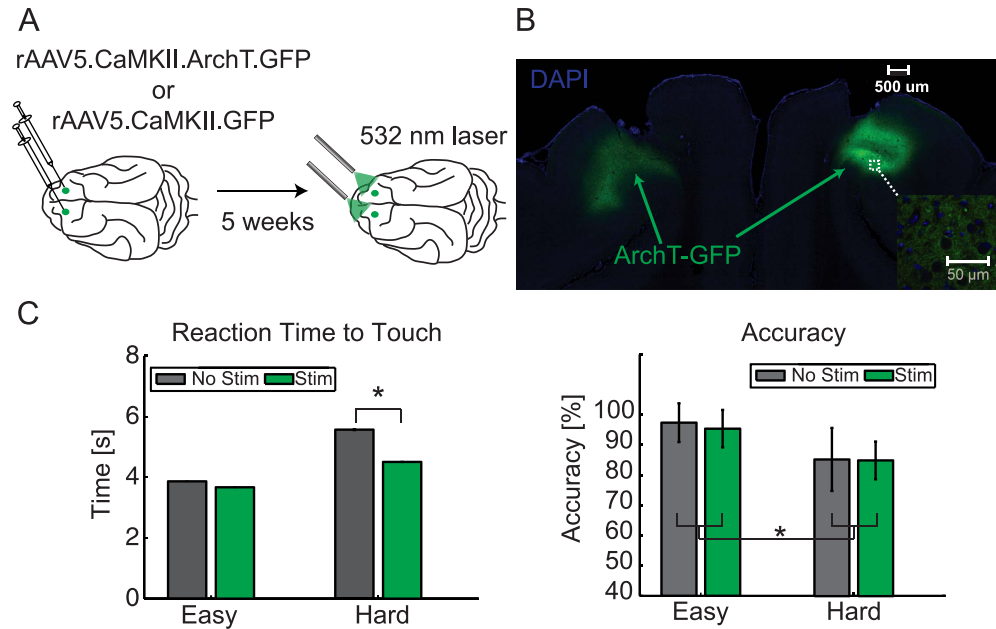 A
rAAV5.CaMKII.ArchT.GFP
or
rAAV5.CaMKII.GFP
5 weeks
532 nm laser
B
DAPI
500 um
ArchT-GFP
50 µm
C
Reaction Time to Touch
No Stim Stim
*
Time [s]
8
6
4
2
0
Easy Hard
Accuracy
No Stim Stim
Accuracy [%]
100
90
80
70
60
50
40
*
Easy Hard